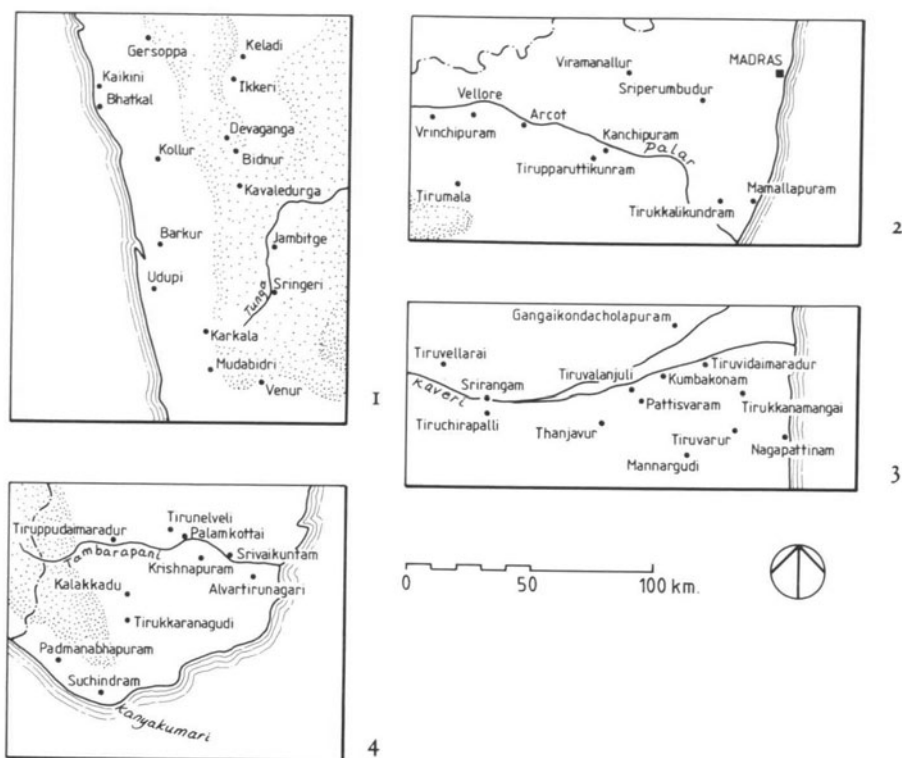 Gersoppa
Keladi
Kaikini
Ikkeri
Bhatkal
Devaganga
Kollur
Bidnur
Kavaledurga
Barkur
Jambitge
Udupi
Tunga
Sringeri
Karkala
Mudabidri
Venur
1
Viramanallur
MADRAS
Sriperumbudur
Vellore
Arcot
Vrinchipuram
Kanchipuram
Palar
Tirupparuttikunram
Tirumala
Mamallapuram
Tirukkalikundram
2
Gangaikondacholapuram
Tiruvellarai
Tiruvalanjuli
Tiruvidaimaradur
Kaveri
Srirangam
Kumbakonam
Pattisvaram
Tirukkanamangai
Tiruchirapalli
Thanjavur
Tiruvarur
Nagapattinam
Mannargudi
3
Tirunelveli
Tiruppudaimaradur
Palamkottai
Tambarapani
Srivaikuntam
Krishnapuram
Kalakkadu
Alvartirunagari
Tirukkaranagudi
Padmanabhapuram
Suchindram
Kanyakumari
4
0 50 100 km.